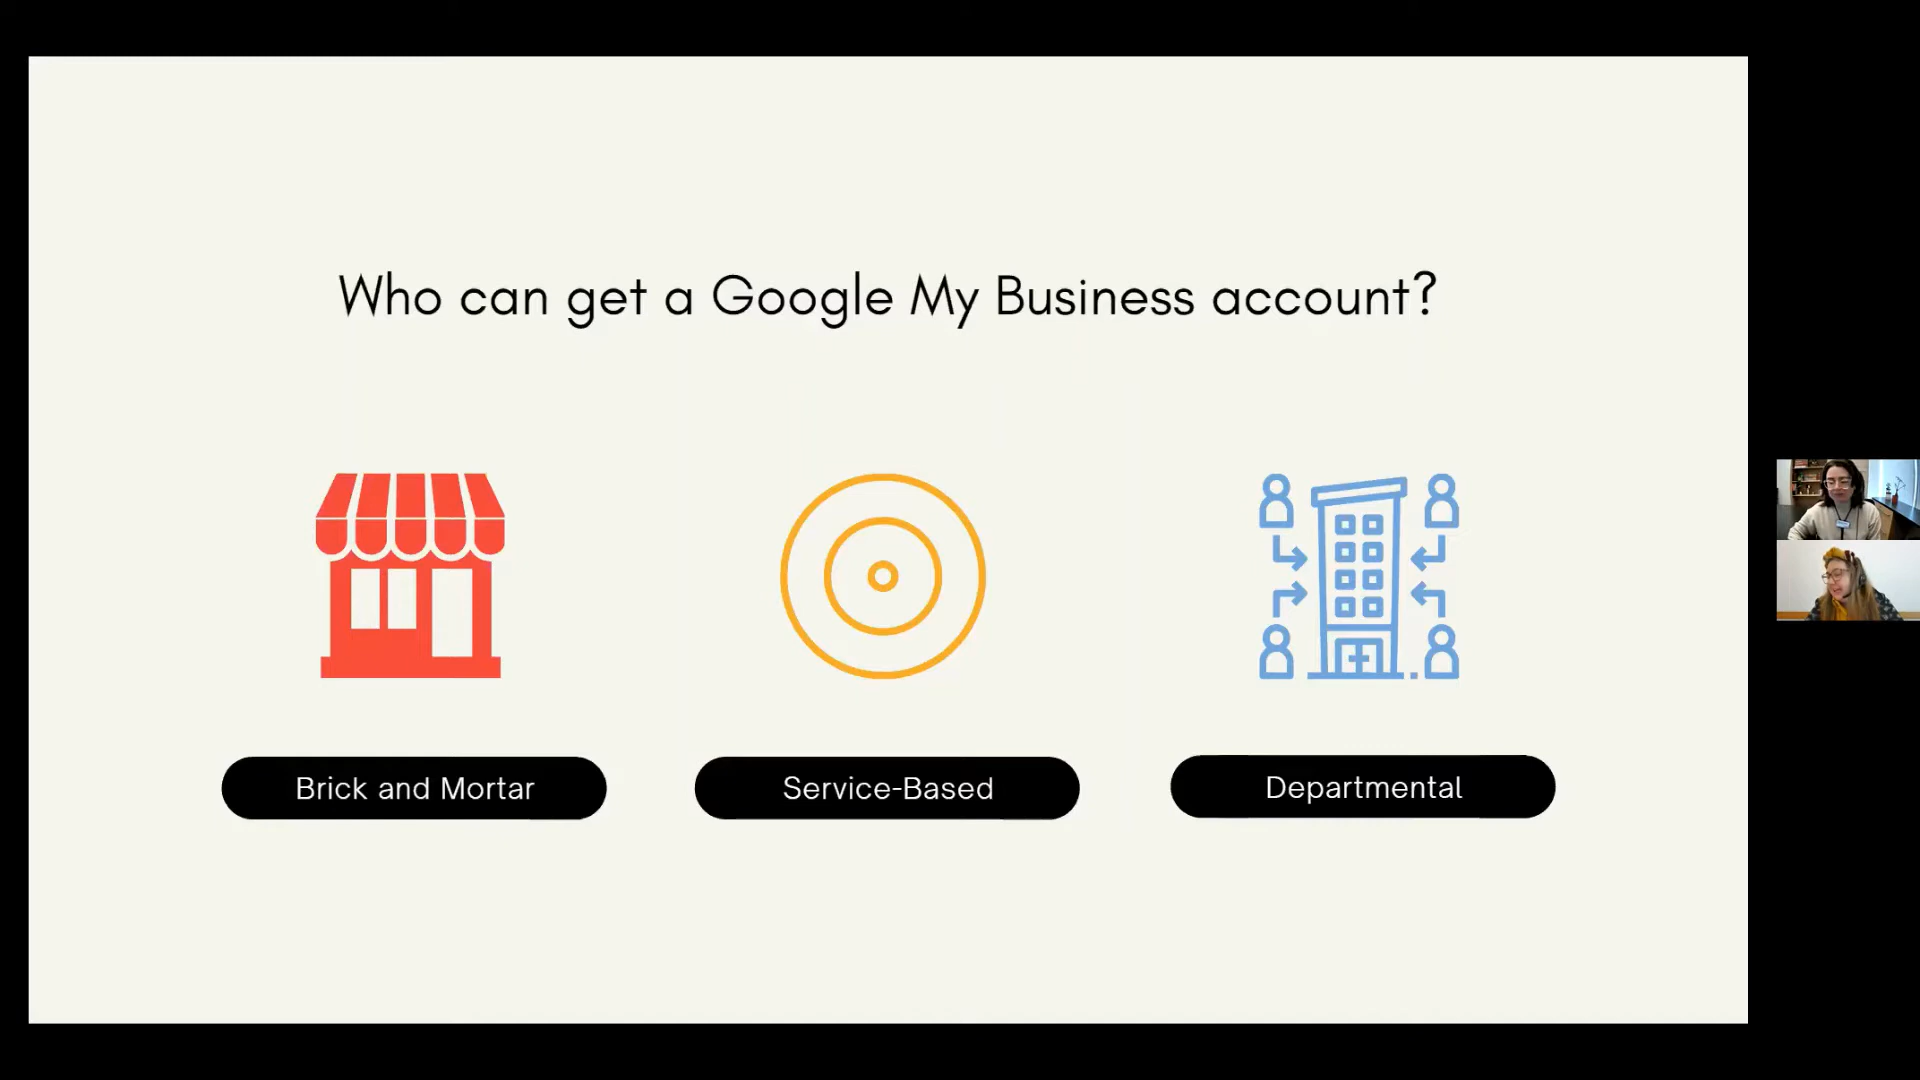 Who can get a Google My Business account?
Brick and Mortar
Service-Based
Departmental